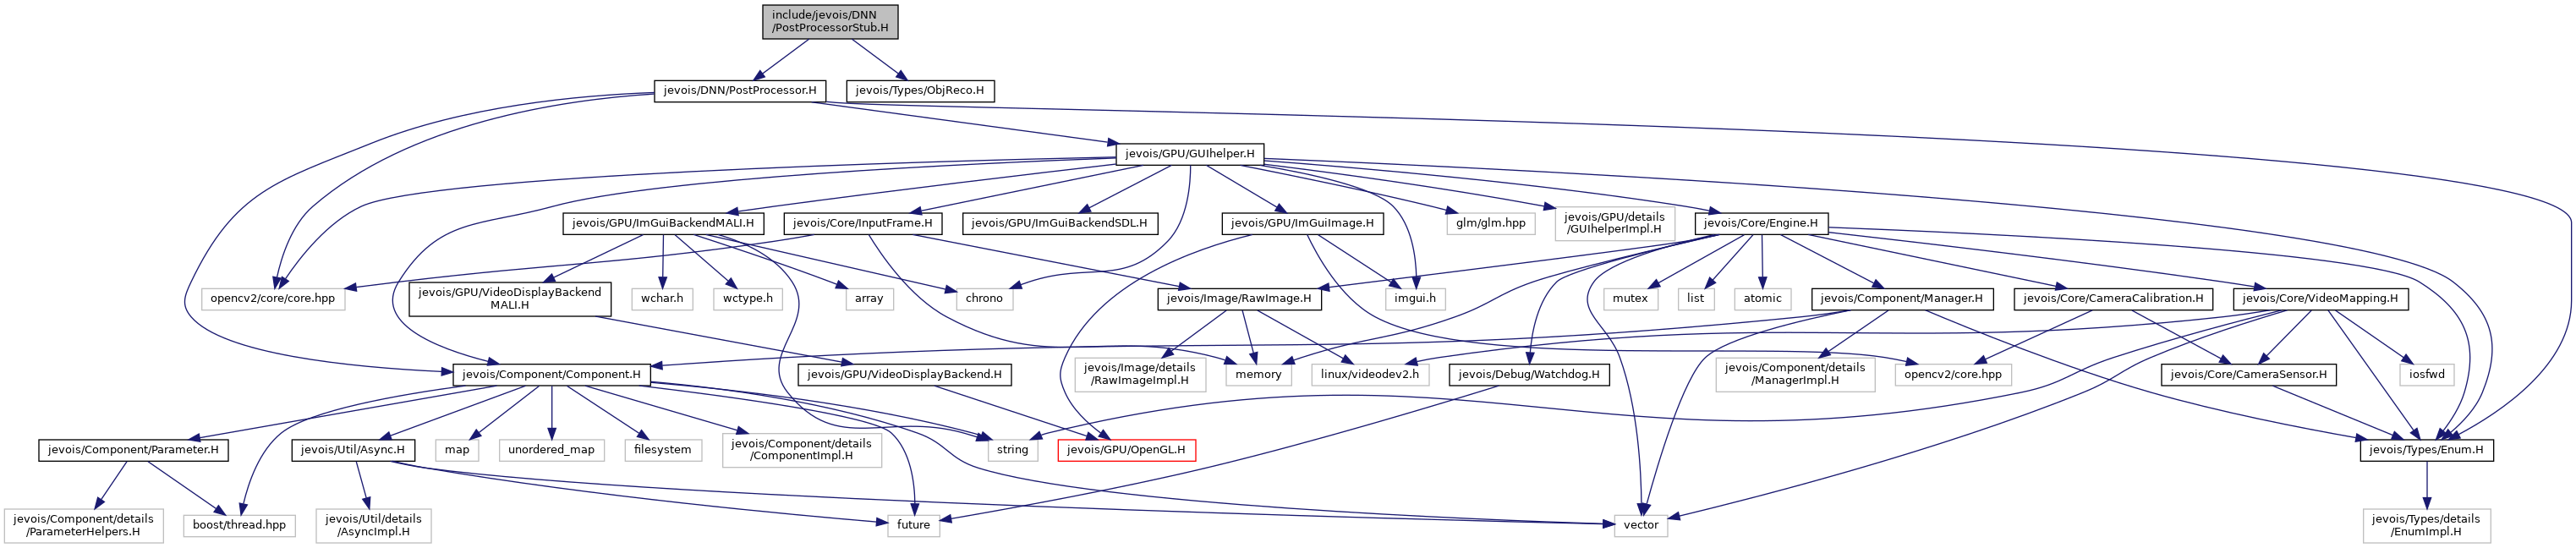 include/jevois/DNN
/PostProcessorStub.H
jevois/DNN/PostProcessor.H
jevois/Types/ObjReco.H
jevois/GPU/GUIhelper.H
jevois/GPU/ImGuiBackendMALI.H
jevois/Core/InputFrame.H
jevois/GPU/ImGuiBackendSDL.H
jevois/GPU/ImGuiImage.H
glm/glm.hpp
jevois/GPU/details
/GUIhelperImpl.H
jevois/Core/Engine.H
opencv2/core/core.hpp
jevois/GPU/VideoDisplayBackend
MALI.H
wchar.h
wctype.h
array
chrono
jevois/Image/RawImage.H
imgui.h
mutex
list
atomic
jevois/Component/Manager.H
jevois/Core/CameraCalibration.H
jevois/Core/VideoMapping.H
jevois/Component/Component.H
jevois/GPU/VideoDisplayBackend.H
jevois/Image/details
/RawImageImpl.H
memory
linux/videodev2.h
jevois/Debug/Watchdog.H
jevois/Component/details
/ManagerImpl.H
opencv2/core.hpp
jevois/Core/CameraSensor.H
iosfwd
jevois/Component/Parameter.H
jevois/Util/Async.H
map
unordered_map
filesystem
jevois/Component/details
/ComponentImpl.H
string
jevois/GPU/OpenGL.H
jevois/Types/Enum.H
jevois/Component/details
/ParameterHelpers.H
boost/thread.hpp
jevois/Util/details
/AsyncImpl.H
future
vector
jevois/Types/details
/EnumImpl.H